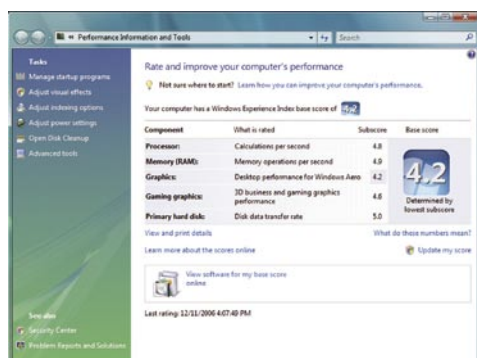 Performance Information and Tools
Search
Tasks
Manage startup programs
Adjust visual effects
Adjust indexing options
Adjust power settings
Open Disk Cleanup
Advanced tools
See also
Security Center
Problem Reports and Solutions
Rate and improve your computer's performance
Not sure where to start? Learn how you can improve your computer's performance.
Your computer has a Windows Experience Index base score of 4.2
Component What is rated Subscore Base score
Processor: Calculations per second 4.8
Memory (RAM): Memory operations per second 4.9
Graphics: Desktop performance for Windows Aero 4.2
Gaming graphics: 3D business and gaming graphics performance 4.6
Primary hard disk: Disk data transfer rate 5.0
4.2
Determined by
lowest subscore
View and print details What do these numbers mean?
Learn more about the scores online Update my score
View software for my base score
online
Last rating: 12/11/2006 4:07:40 PM